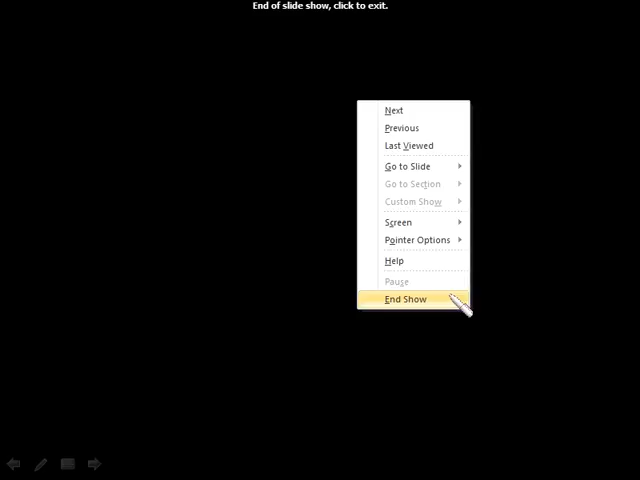 End of slide show, click to exit.
Next
Previous
Last Viewed
Go to Slide
Go to Section
Custom Show
Screen
Pointer Options
Help
Pause
End Show